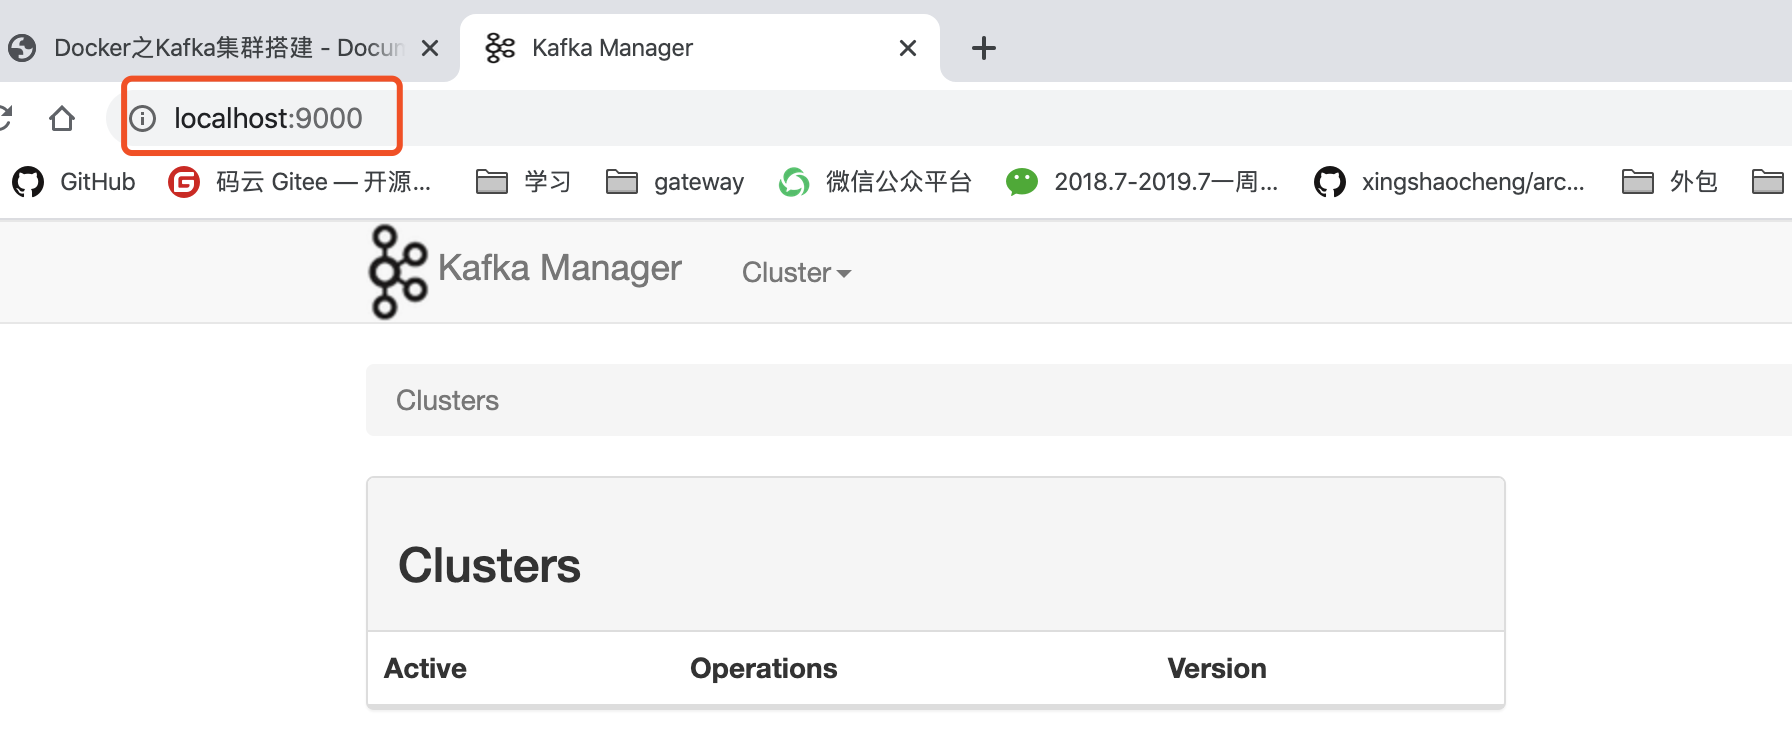 Docker之Kafka集群搭建 - Docun
Kafka Manager
localhost:9000
GitHub
码云 Gitee — 开源...
学习
gateway
微信公众平台
2018.7-2019.7一周...
xingshaocheng/arc...
外包
Kafka Manager
Cluster
Clusters
Clusters
Active Operations Version